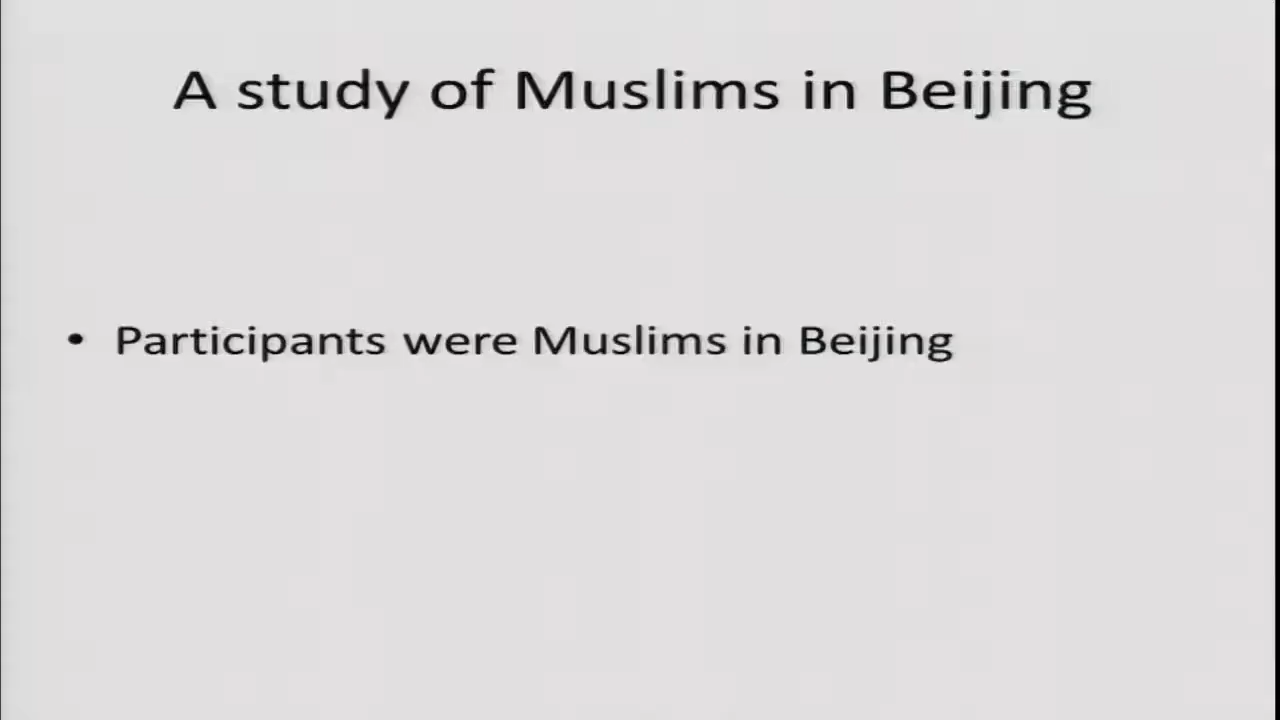 A study of Muslims in Beijing
• Participants were Muslims in Beijing